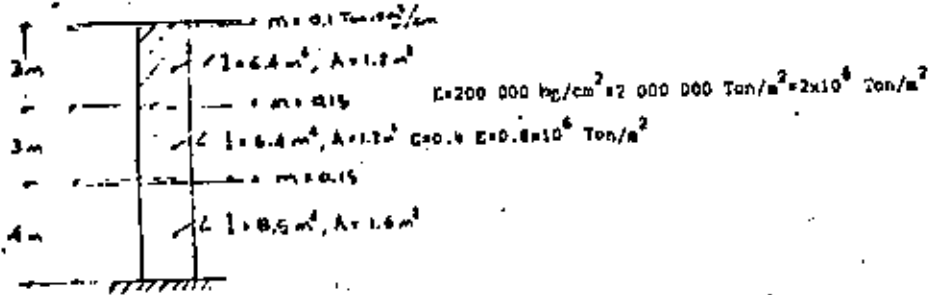 m = 0.1 Ton
3m
I = 6.4 m⁴, A = 1.2 m²
m = 0.15
E=200 000 kg/cm²=2 000 000 Ton/m²=2x10⁶ Ton/m²
3m
I = 6.4 m⁴, A = 1.2 m² G=0.4 E=0.8x10⁶ Ton/m²
m = 0.15
4m
I = 8.5 m⁴, A = 1.6 m²